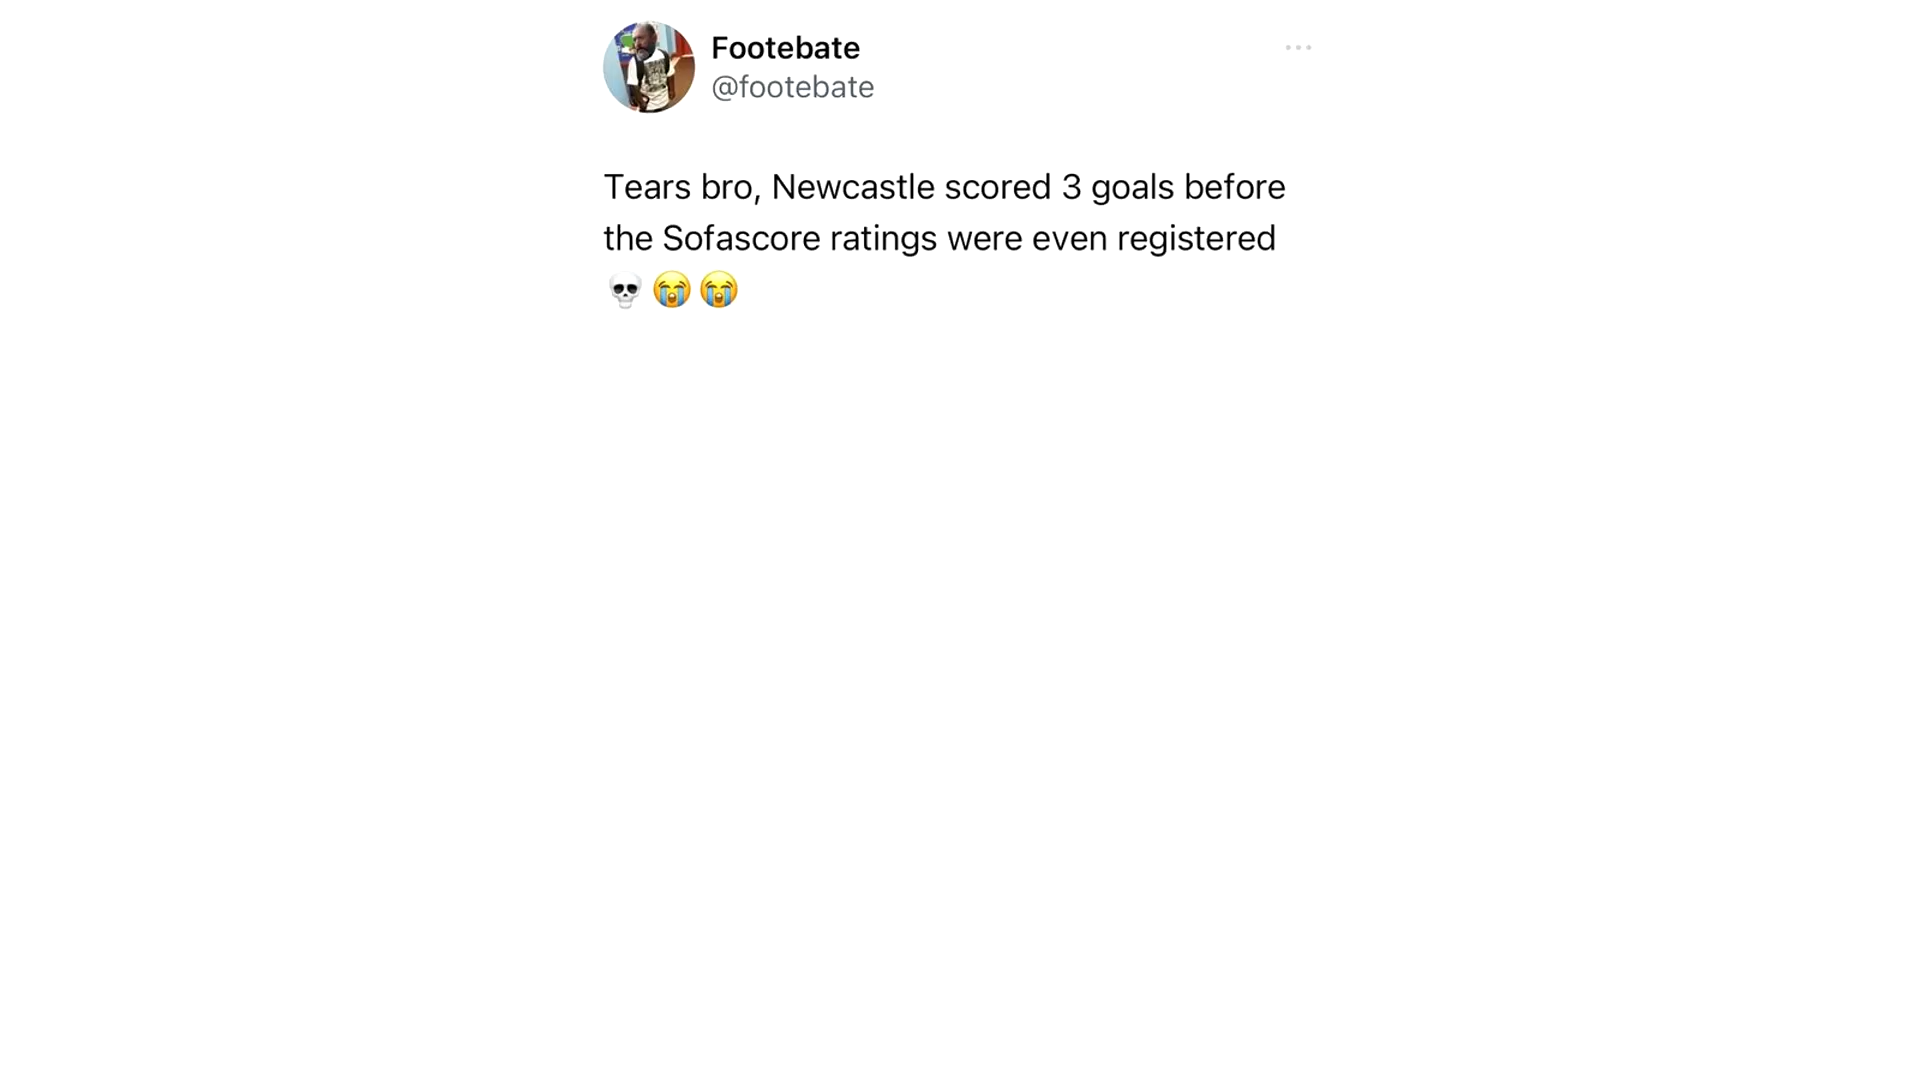 Footebate
@footebate
Tears bro, Newcastle scored 3 goals before
the Sofascore ratings were even registered
💀😭😭